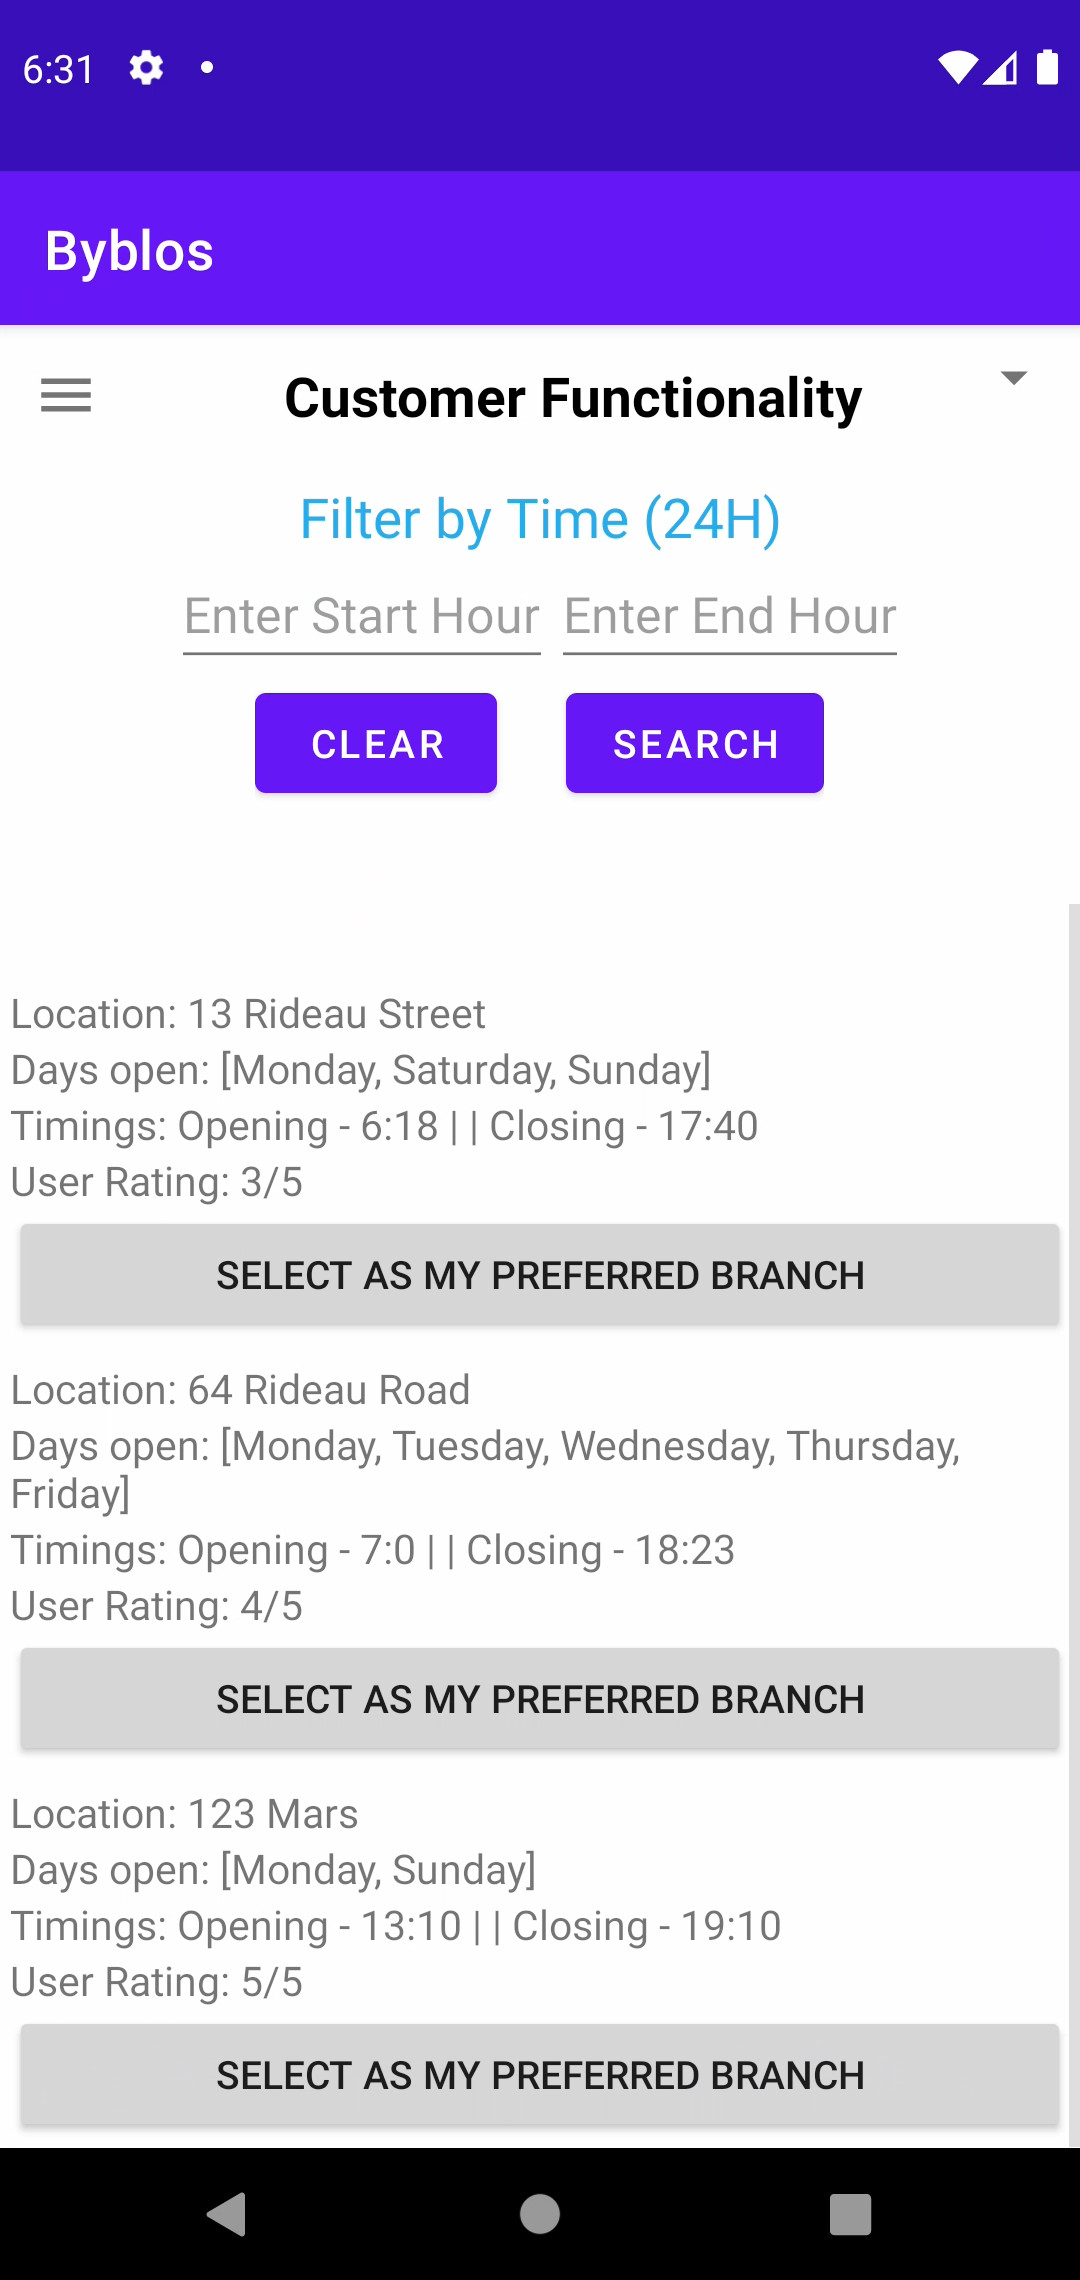 6:31
Byblos
Customer Functionality
Filter by Time (24H)
Enter Start Hour Enter End Hour
CLEAR SEARCH
Location: 13 Rideau Street
Days open: [Monday, Saturday, Sunday]
Timings: Opening - 6:18 | | Closing - 17:40
User Rating: 3/5
SELECT AS MY PREFERRED BRANCH
Location: 64 Rideau Road
Days open: [Monday, Tuesday, Wednesday, Thursday,
Friday]
Timings: Opening - 7:0 | | Closing - 18:23
User Rating: 4/5
SELECT AS MY PREFERRED BRANCH
Location: 123 Mars
Days open: [Monday, Sunday]
Timings: Opening - 13:10 | | Closing - 19:10
User Rating: 5/5
SELECT AS MY PREFERRED BRANCH